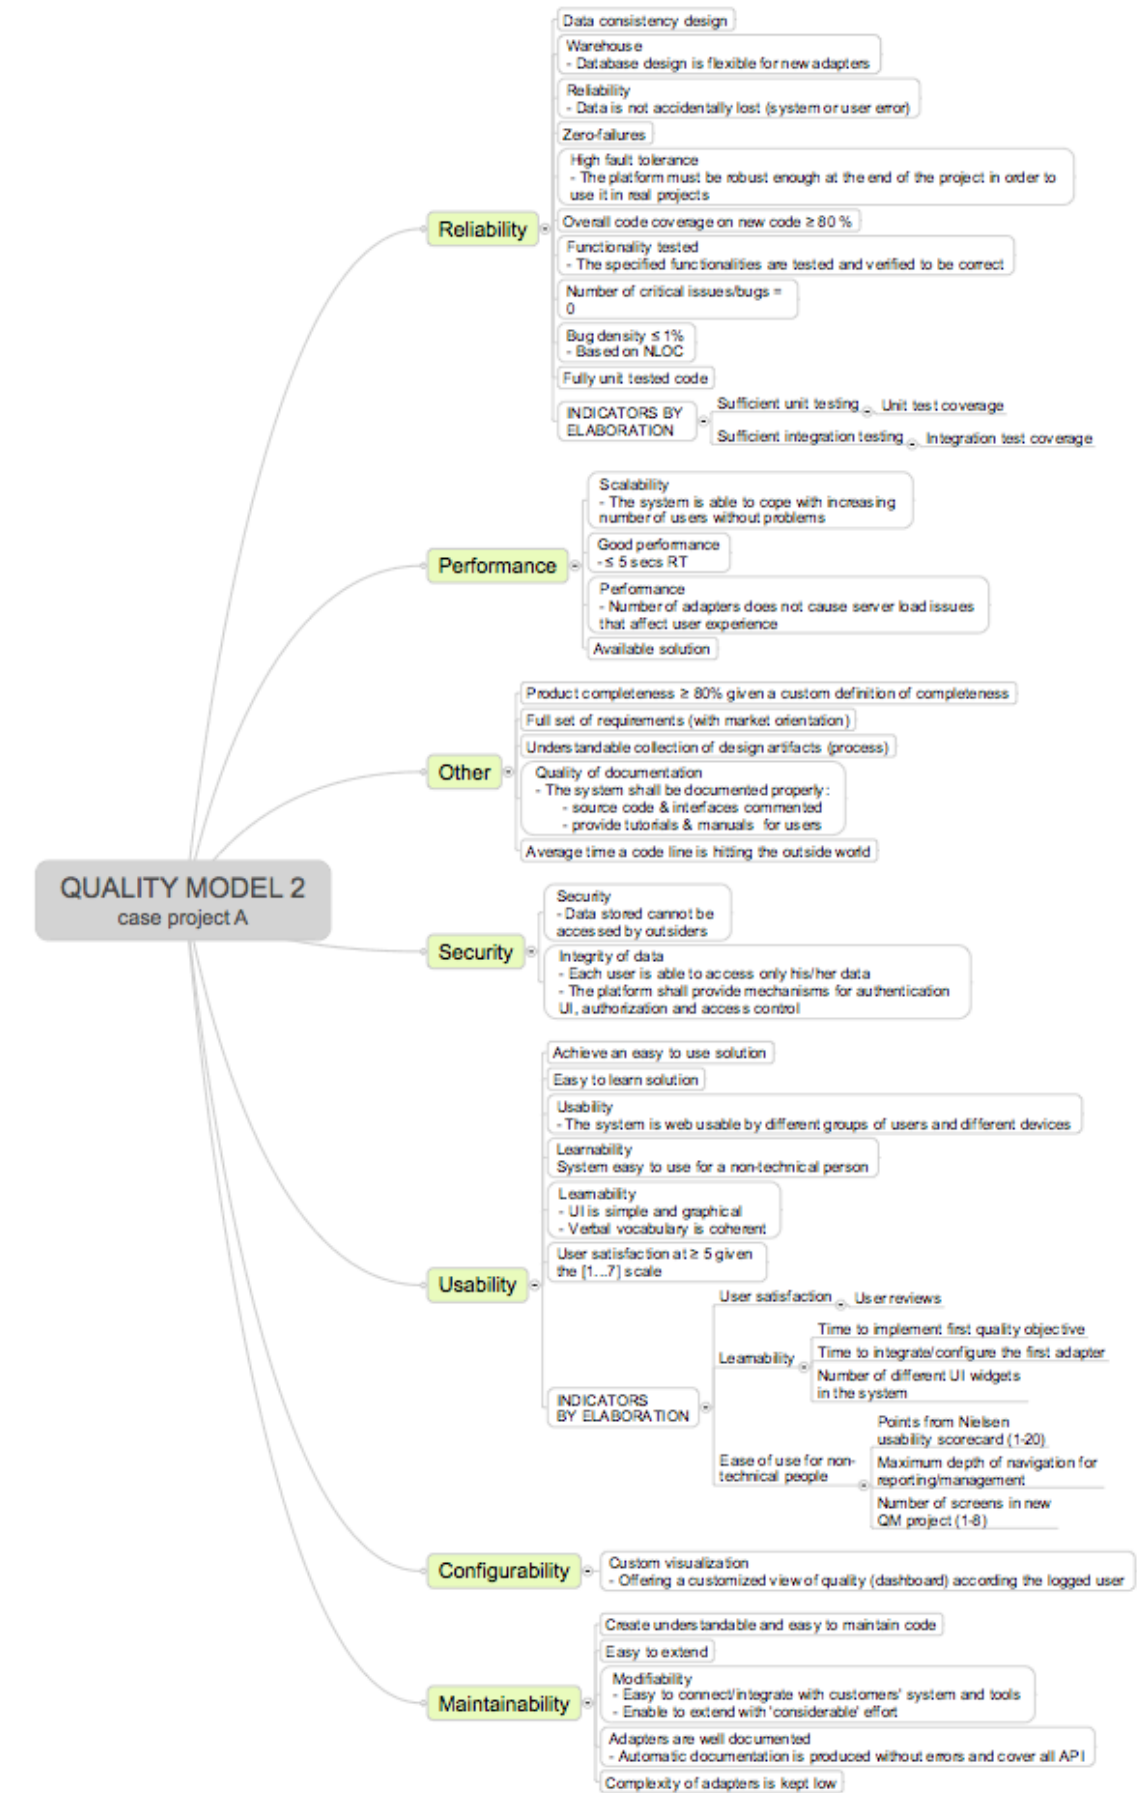 Data consistency design
Warehouse
- Database design is flexible for new adapters
Reliability
- Data is not accidentally lost (system or user error)
Zero-failures
High fault tolerance
- The platform must be robust enough at the end of the project in order to
use it in real projects
Reliability
Overall code coverage on new code ≥ 80 %
Functionality tested
- The specified functionalities are tested and verified to be correct
Number of critical issues/bugs =
0
Bug density ≤ 1%
- Based on NLOC
Fully unit tested code
INDICATORS BY
ELABORATION
Sufficient unit testing
Unit test coverage
Sufficient integration testing
Integration test coverage
Performance
Scalability
- The system is able to cope with increasing
number of users without problems
Good performance
- ≤ 5 secs RT
Performance
- Number of adapters does not cause server load issues
that affect user experience
Available solution
Other
Product completeness ≥ 80% given a custom definition of completeness
Full set of requirements (with market orientation)
Understandable collection of design artifacts (process)
Quality of documentation
- The system shall be documented properly:
- source code & interfaces commented
- provide tutorials & manuals for users
Average time a code line is hitting the outside world
QUALITY MODEL 2
case project A
Security
Security
- Data stored cannot be
accessed by outsiders
Integrity of data
- Each user is able to access only his/her data
- The platform shall provide mechanisms for authentication
UI, authorization and access control
Usability
Achieve an easy to use solution
Easy to learn solution
Usability
- The system is web usable by different groups of users and different devices
Learnability
System easy to use for a non-technical person
Learnability
- UI is simple and graphical
- Verbal vocabulary is coherent
User satisfaction at ≥ 5 given
the [1...7] scale
INDICATORS
BY ELABORATION
User satisfaction
User reviews
Learnability
Time to implement first quality objective
Time to integrate/configure the first adapter
Number of different UI widgets
in the system
Ease of use for non-
technical people
Points from Nielsen
usability scorecard (1-20)
Maximum depth of navigation for
reporting/management
Number of screens in new
QM project (1-8)
Configurability
Custom visualization
- Offering a customized view of quality (dashboard) according the logged user
Maintainability
Create understandable and easy to maintain code
Easy to extend
Modifiability
- Easy to connect/integrate with customers' system and tools
- Enable to extend with 'considerable' effort
Adapters are well documented
- Automatic documentation is produced without errors and cover all API
Complexity of adapters is kept low